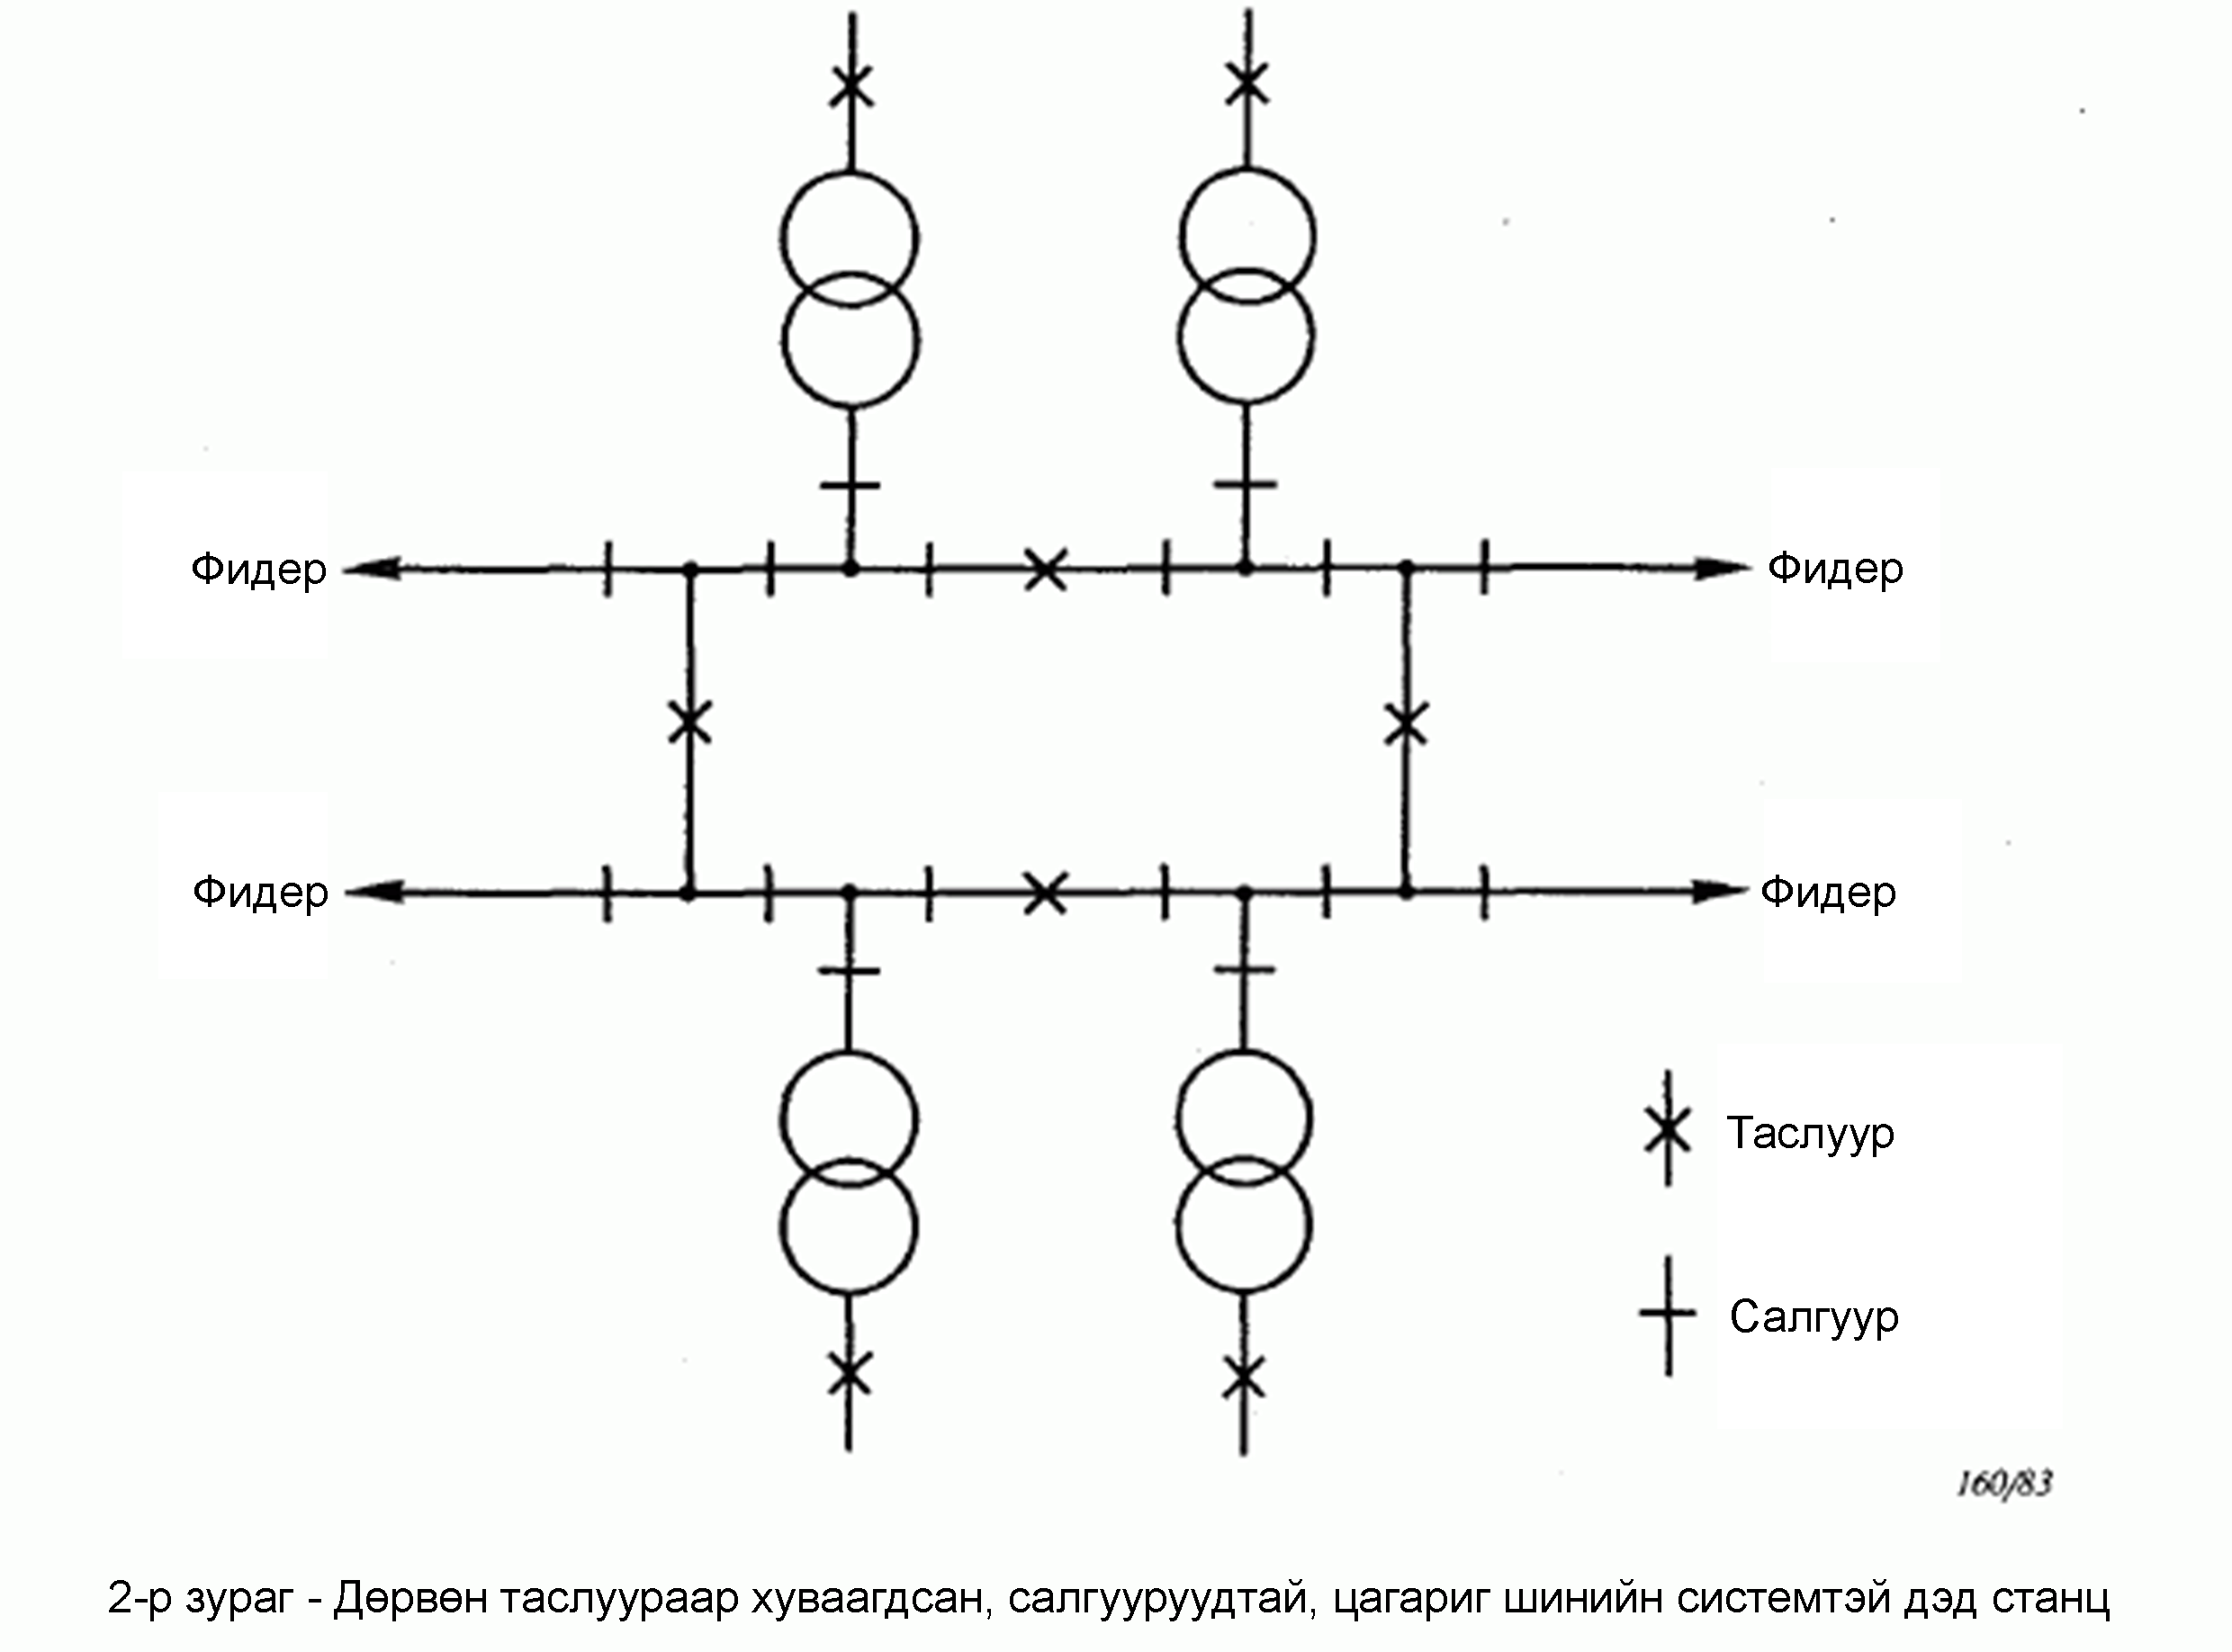 Фидер
Фидер
Фидер
Фидер
Таслуур
Салгуур
160/83
2-р зураг - Дөрвөн таслуураар хуваагдсан, салгууруудтай, цагариг шинийн системтэй дэд станц